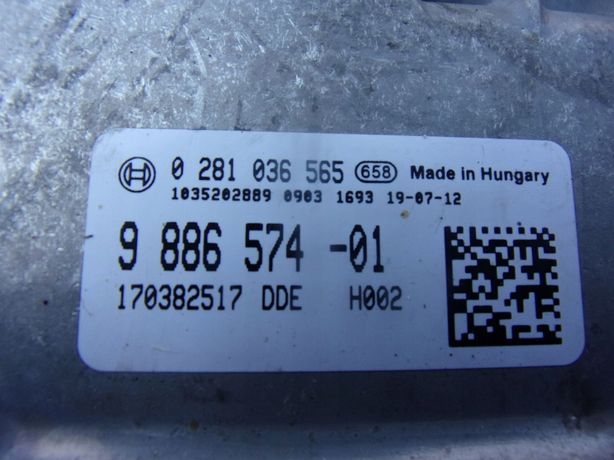 0 281 036 565 658 Made in Hungary
1035202889 0903 1693 19-07-12
9 886 574 -01
170382517 DDE H002